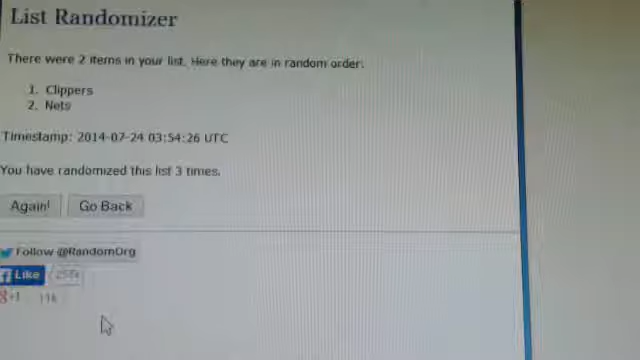 List Randomizer
There were 2 items in your list. Here they are in random order:
1. Clippers
2. Nets
Timestamp: 2014-07-24 03:54:26 UTC
You have randomized this list 3 times.
Again! Go Back
Follow @RandomOrg
Like
+1